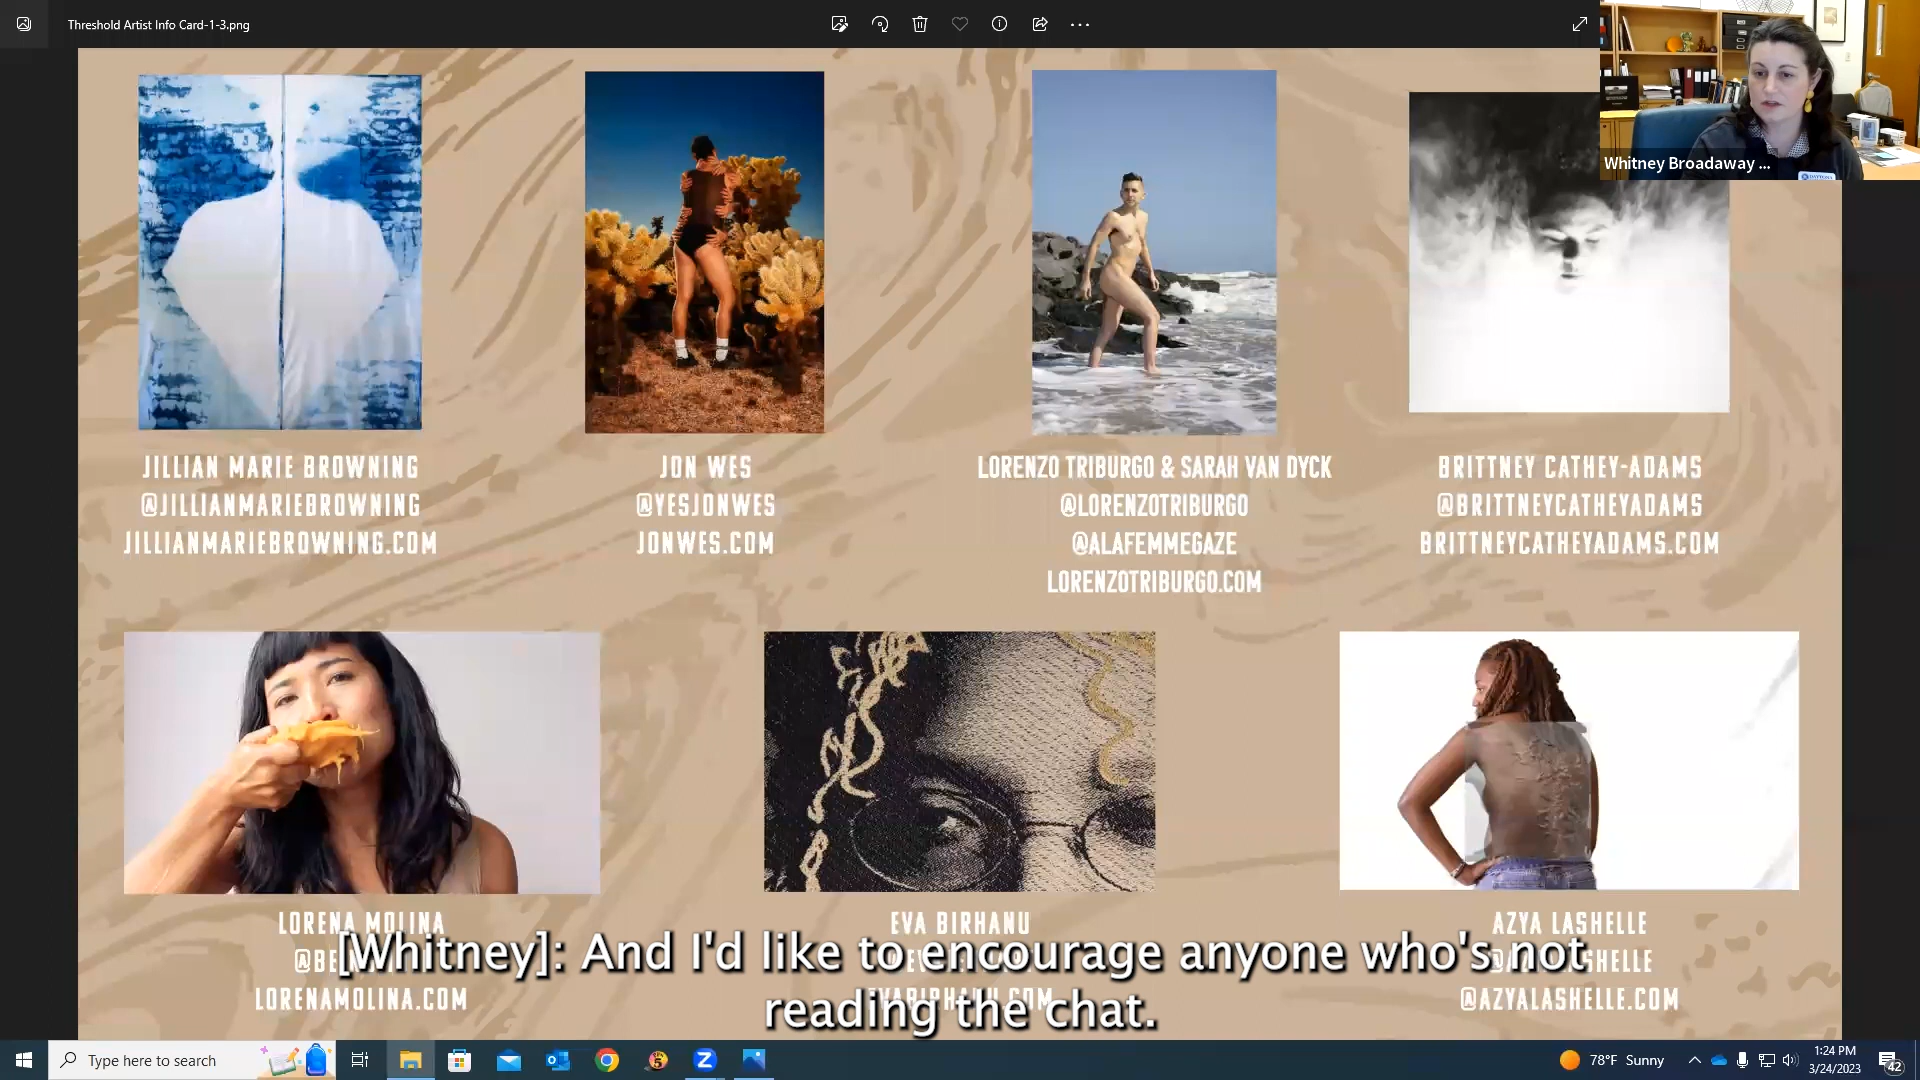 Threshold Artist Info Card-1-3.png
Whitney Broadaway ...
JILLIAN MARIE BROWNING
@JILLIANMARIEBROWNING
JILLIANMARIEBROWNING.COM
JON WES
@YESJONWES
JONWES.COM
LORENZO TRIBURGO & SARAH VAN DYCK
@LORENZOTRIBURGO
@ALAFEMMEGAZE
LORENZOTRIBURGO.COM
BRITTNEY CATHEY-ADAMS
@BRITTNEYCATHEYADAMS
BRITTNEYCATHEYADAMS.COM
LORENA MOLINA
LORENAMOLINA.COM
EVA BIRHANU
EVABIRHANU.COM
AZYA LASHELLE
@AZYALASHELLE
@AZYALASHELLE.COM
[Whitney]: And I'd like to encourage anyone who's not
reading the chat.
Type here to search
78°F Sunny
1:24 PM
3/24/2023
42